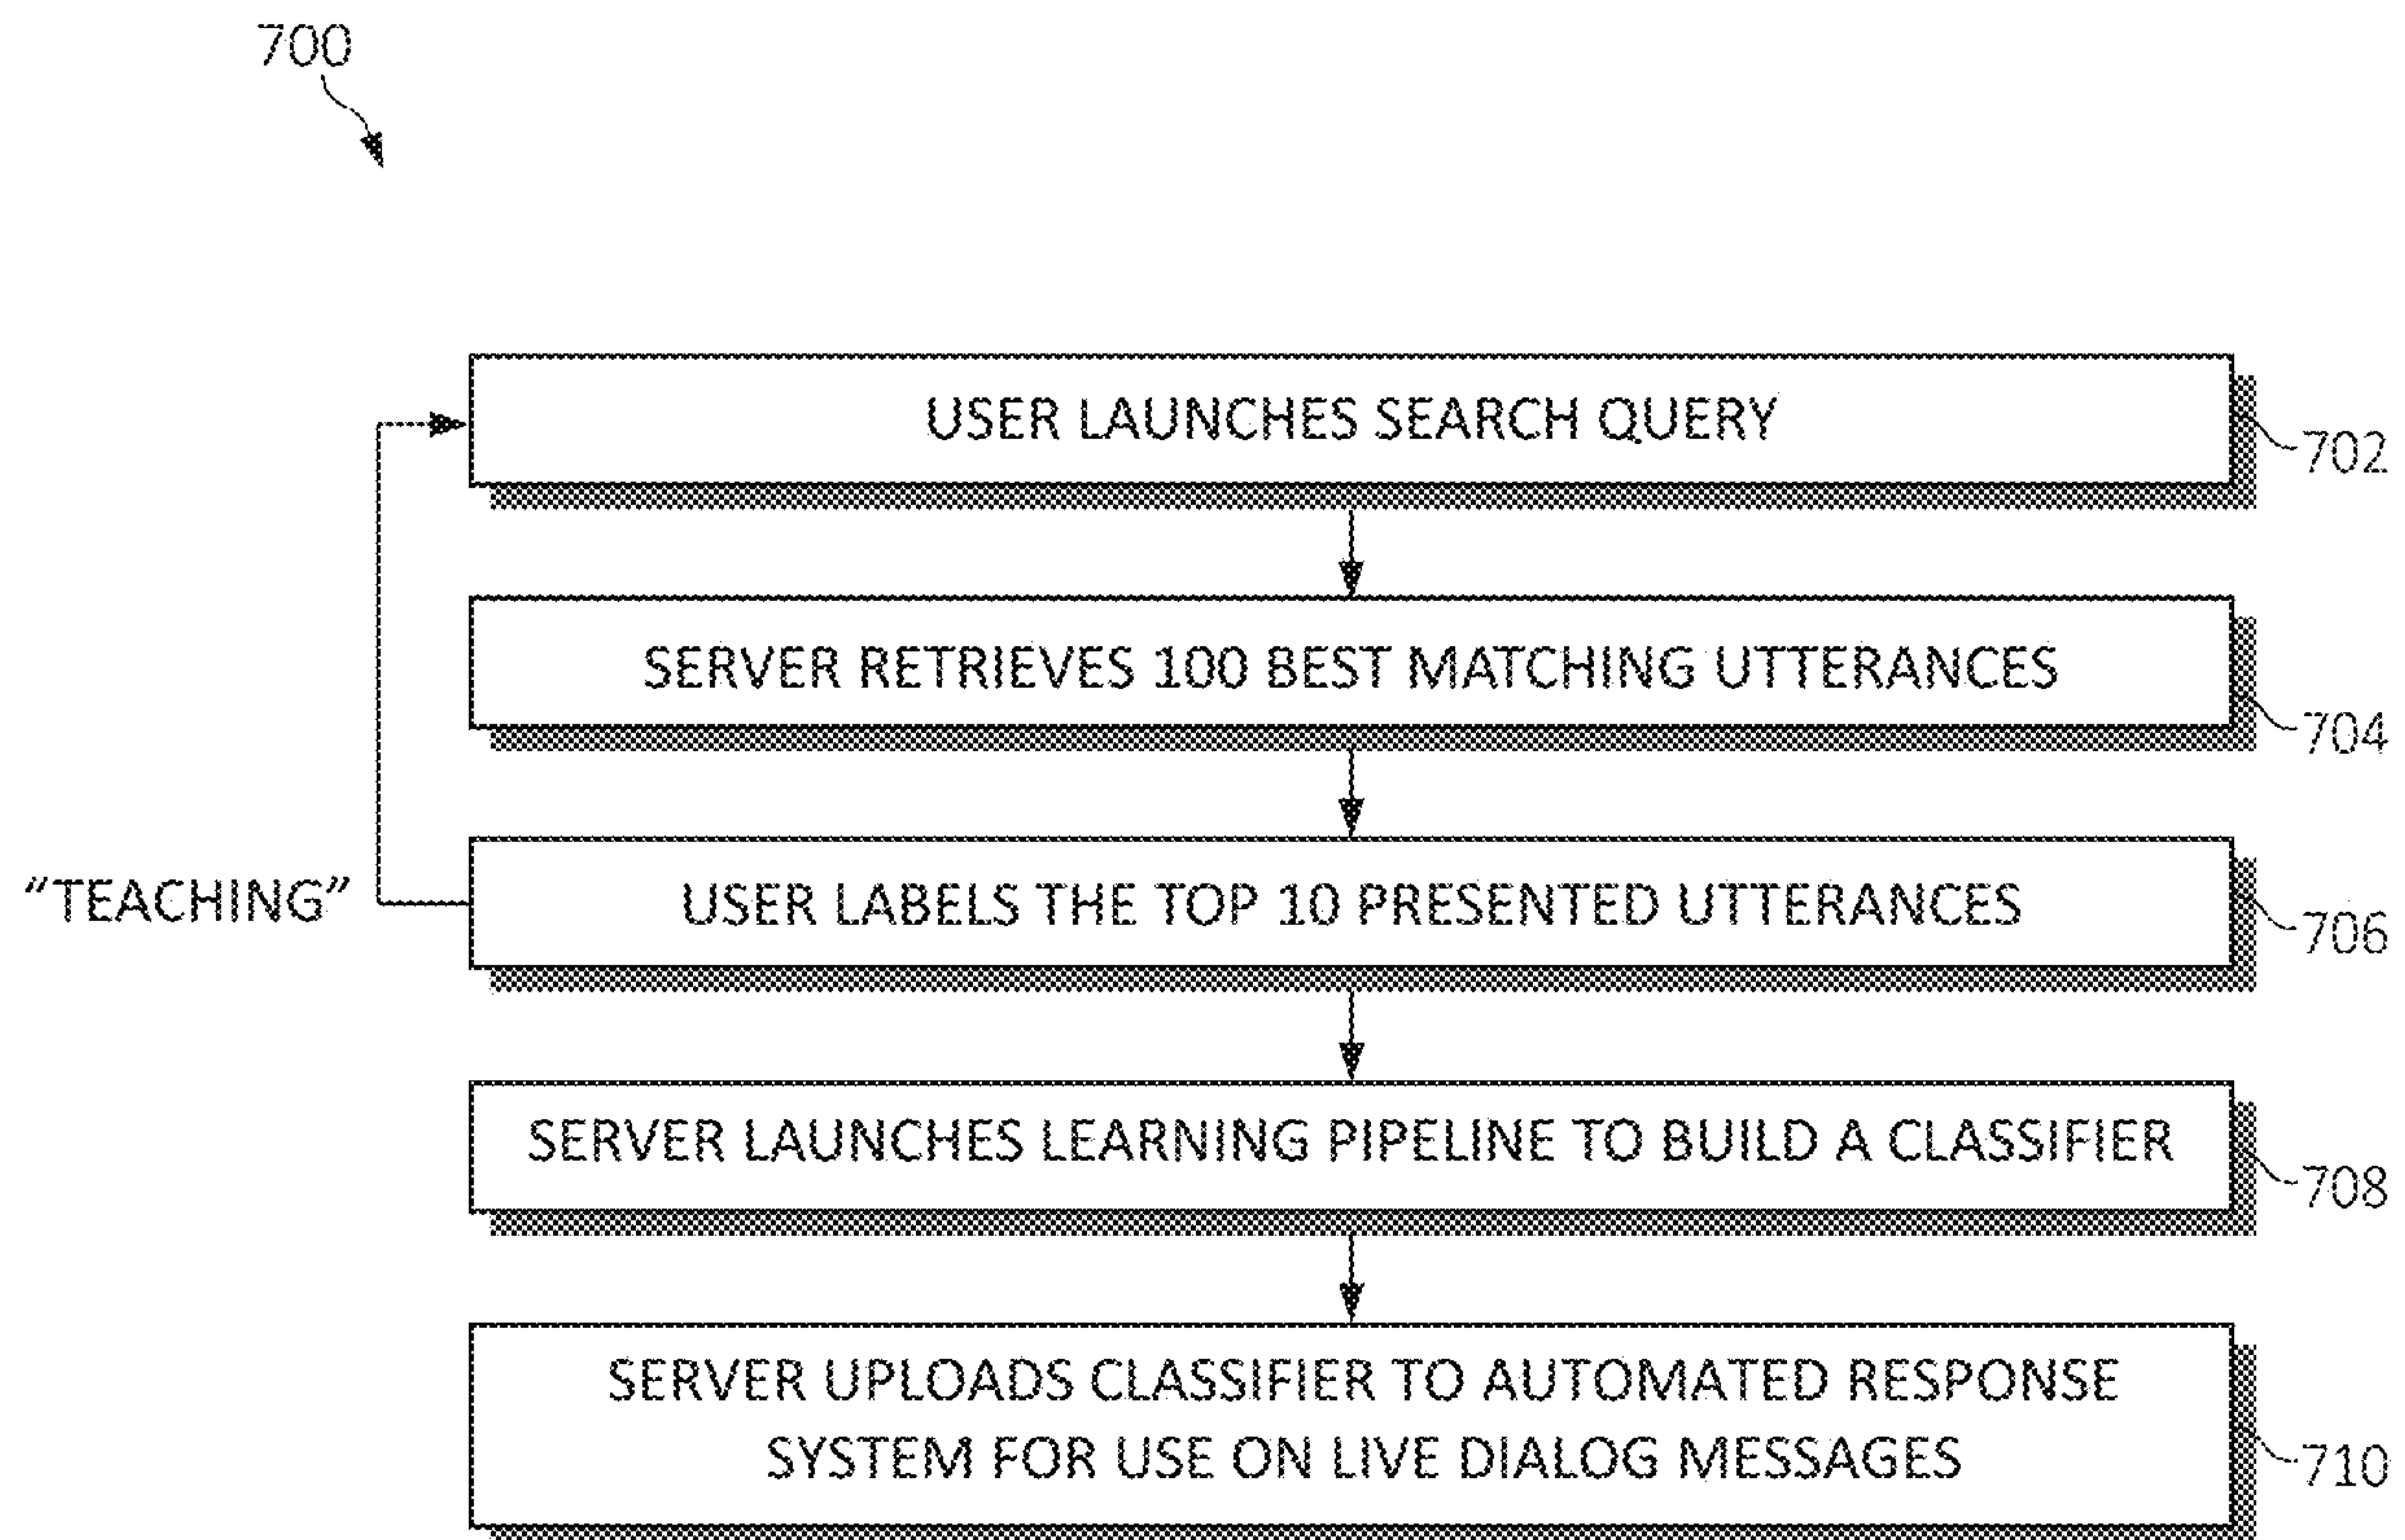 700
USER LAUNCHES SEARCH QUERY
702
SERVER RETRIEVES 100 BEST MATCHING UTTERANCES
704
"TEACHING"
USER LABELS THE TOP 10 PRESENTED UTTERANCES
706
SERVER LAUNCHES LEARNING PIPELINE TO BUILD A CLASSIFIER
708
SERVER UPLOADS CLASSIFIER TO AUTOMATED RESPONSE
SYSTEM FOR USE ON LIVE DIALOG MESSAGES
710